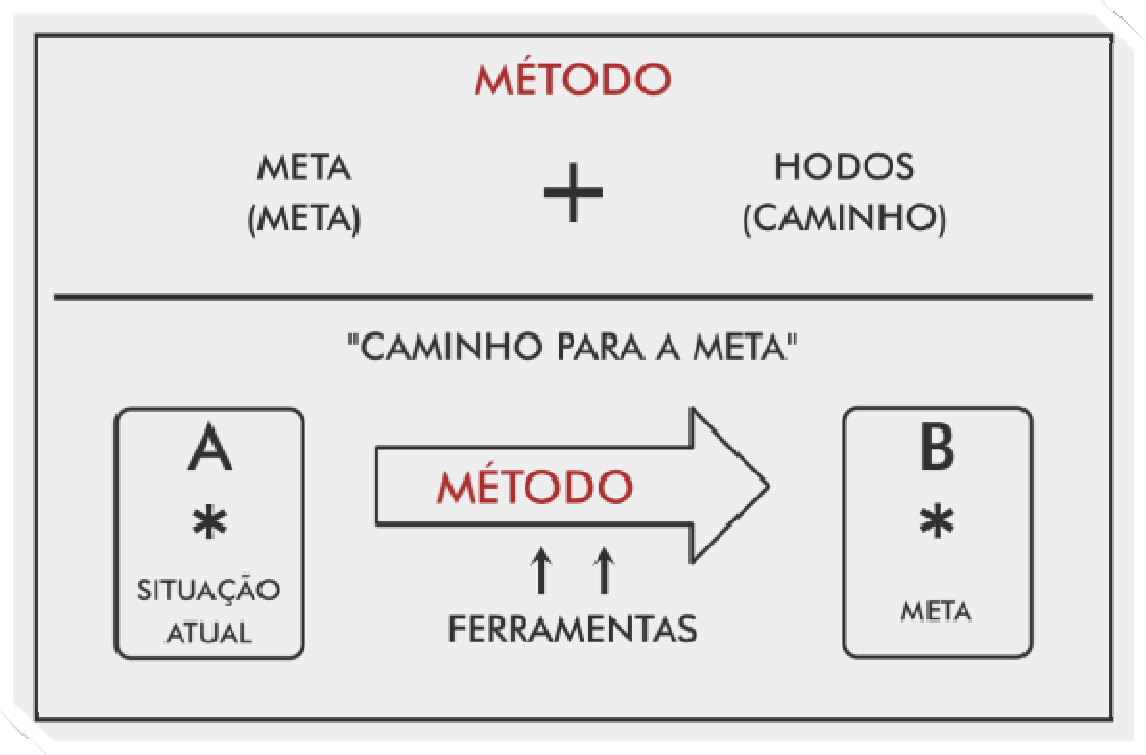 MÉTODO
META + HODOS
(META) (CAMINHO)
"CAMINHO PARA A META"
A
*
SITUAÇÃO
ATUAL
MÉTODO
FERRAMENTAS
B
*
META